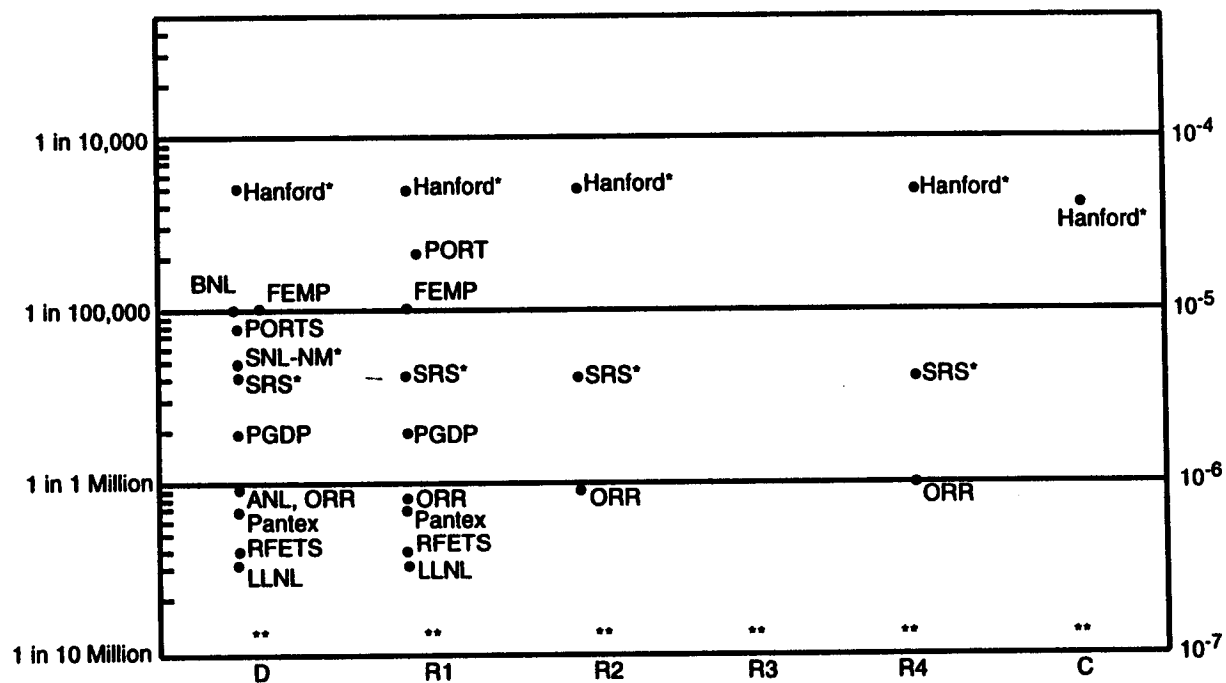 1 in 10,000 10⁻⁴
Hanford* Hanford* Hanford* Hanford* Hanford*
PORT
BNL FEMP FEMP
1 in 100,000 10⁻⁵
PORTS
SNL-NM*
SRS* SRS* SRS* SRS*
PGDP PGDP
1 in 1 Million 10⁻⁶
ANL, ORR ORR ORR ORR
Pantex Pantex
RFETS RFETS
LLNL LLNL
** ** ** ** ** **
1 in 10 Million 10⁻⁷
D R1 R2 R3 R4 C